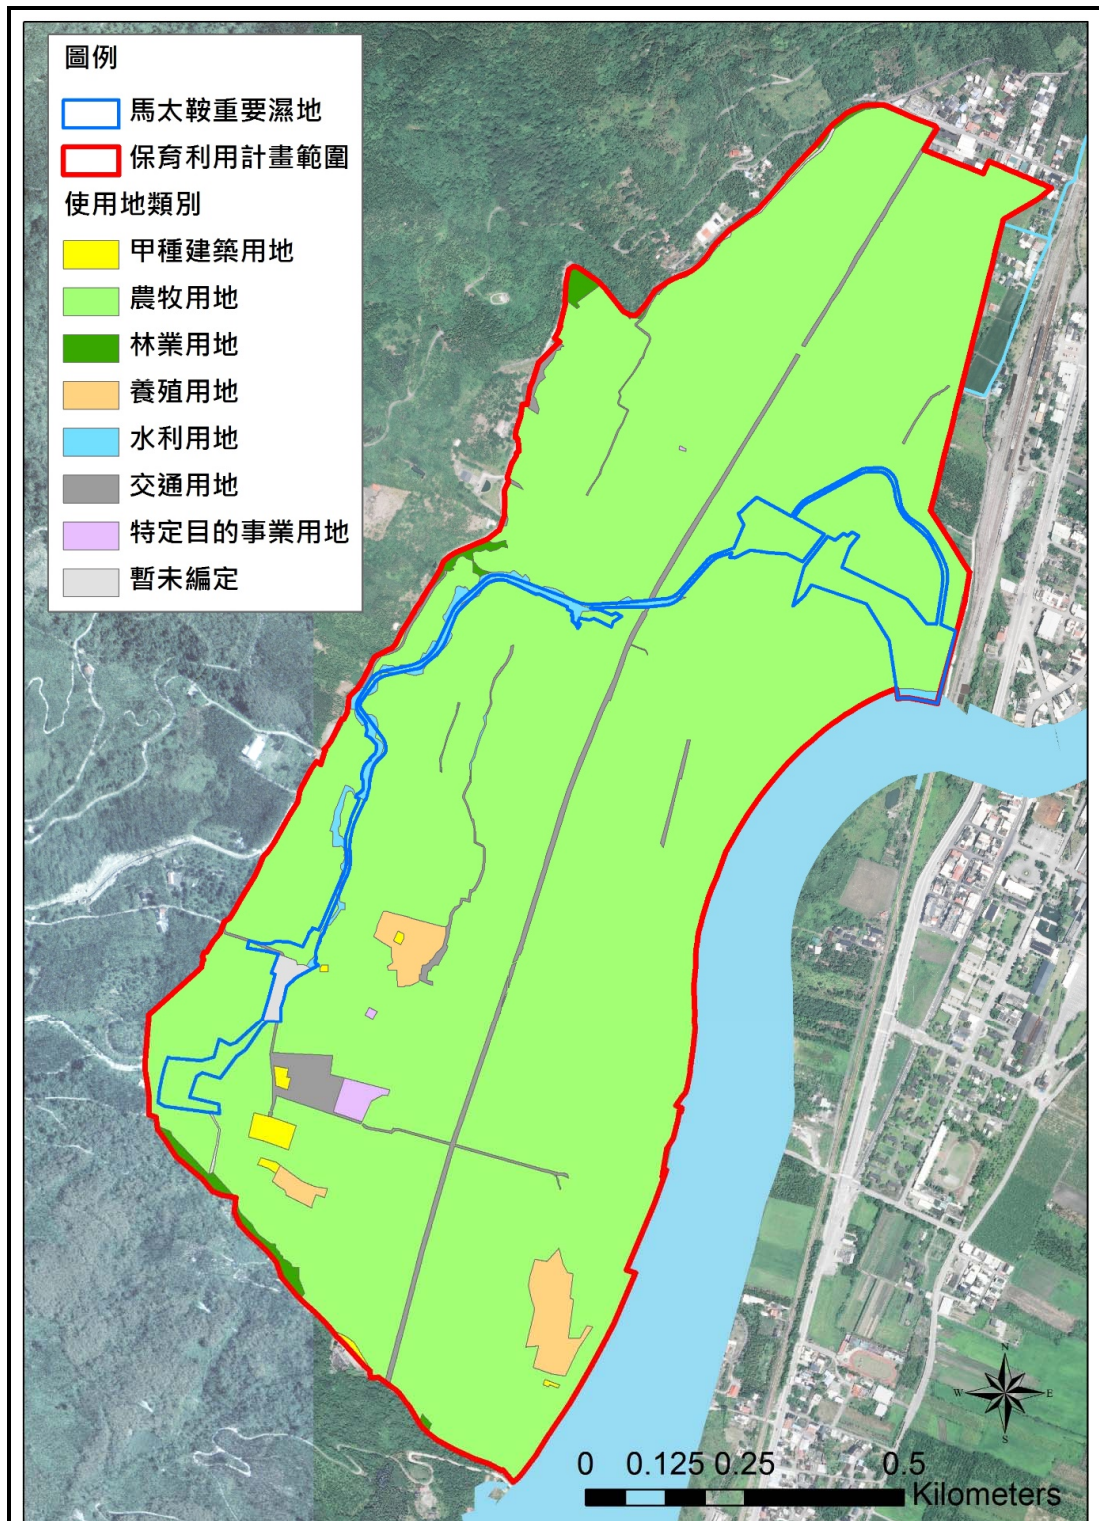 圖例
馬太鞍重要濕地
保育利用計畫範圍
使用地類別
甲種建築用地
農牧用地
林業用地
養殖用地
水利用地
交通用地
特定目的事業用地
暫未編定
N
W E
S
0 0.125 0.25 0.5
Kilometers